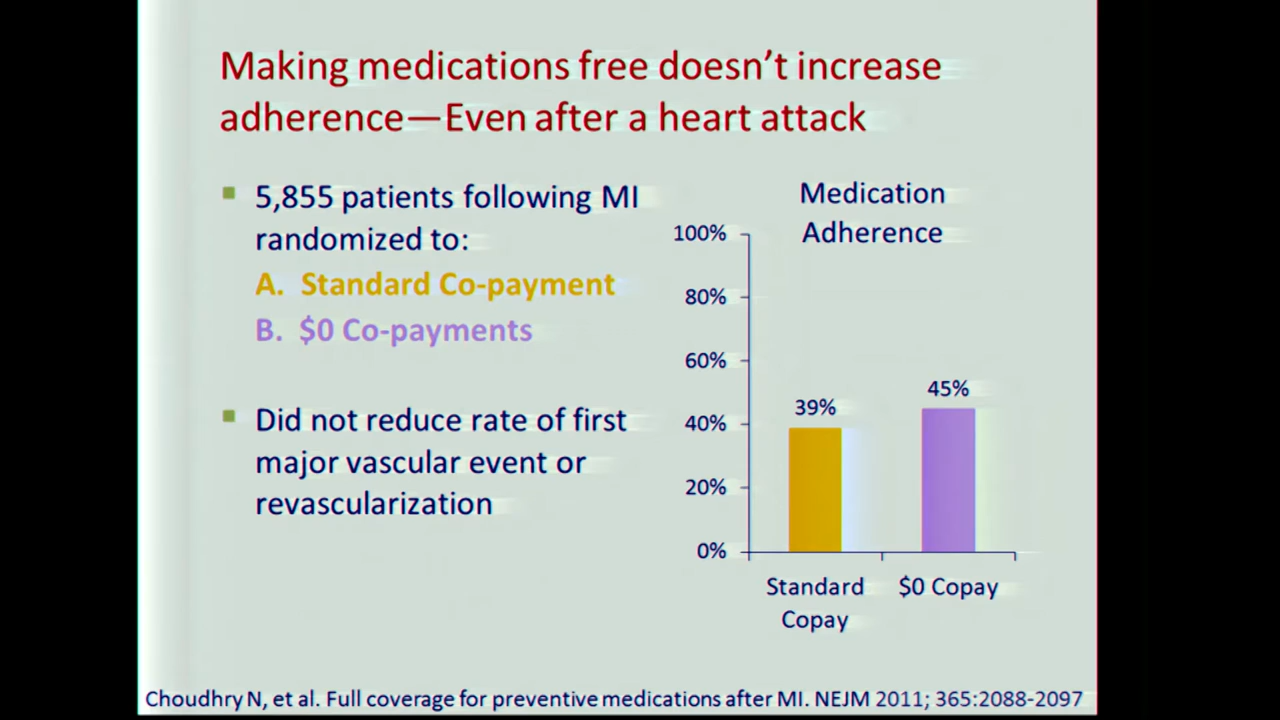 Making medications free doesn't increase
adherence—Even after a heart attack
5,855 patients following MI
randomized to:
A. Standard Co-payment
B. $0 Co-payments
Did not reduce rate of first
major vascular event or
revascularization
Medication
Adherence
100%
80%
60%
40%
20%
0%
39%
45%
Standard
Copay
$0 Copay
Choudhry N, et al. Full coverage for preventive medications after MI. NEJM 2011; 365:2088-2097